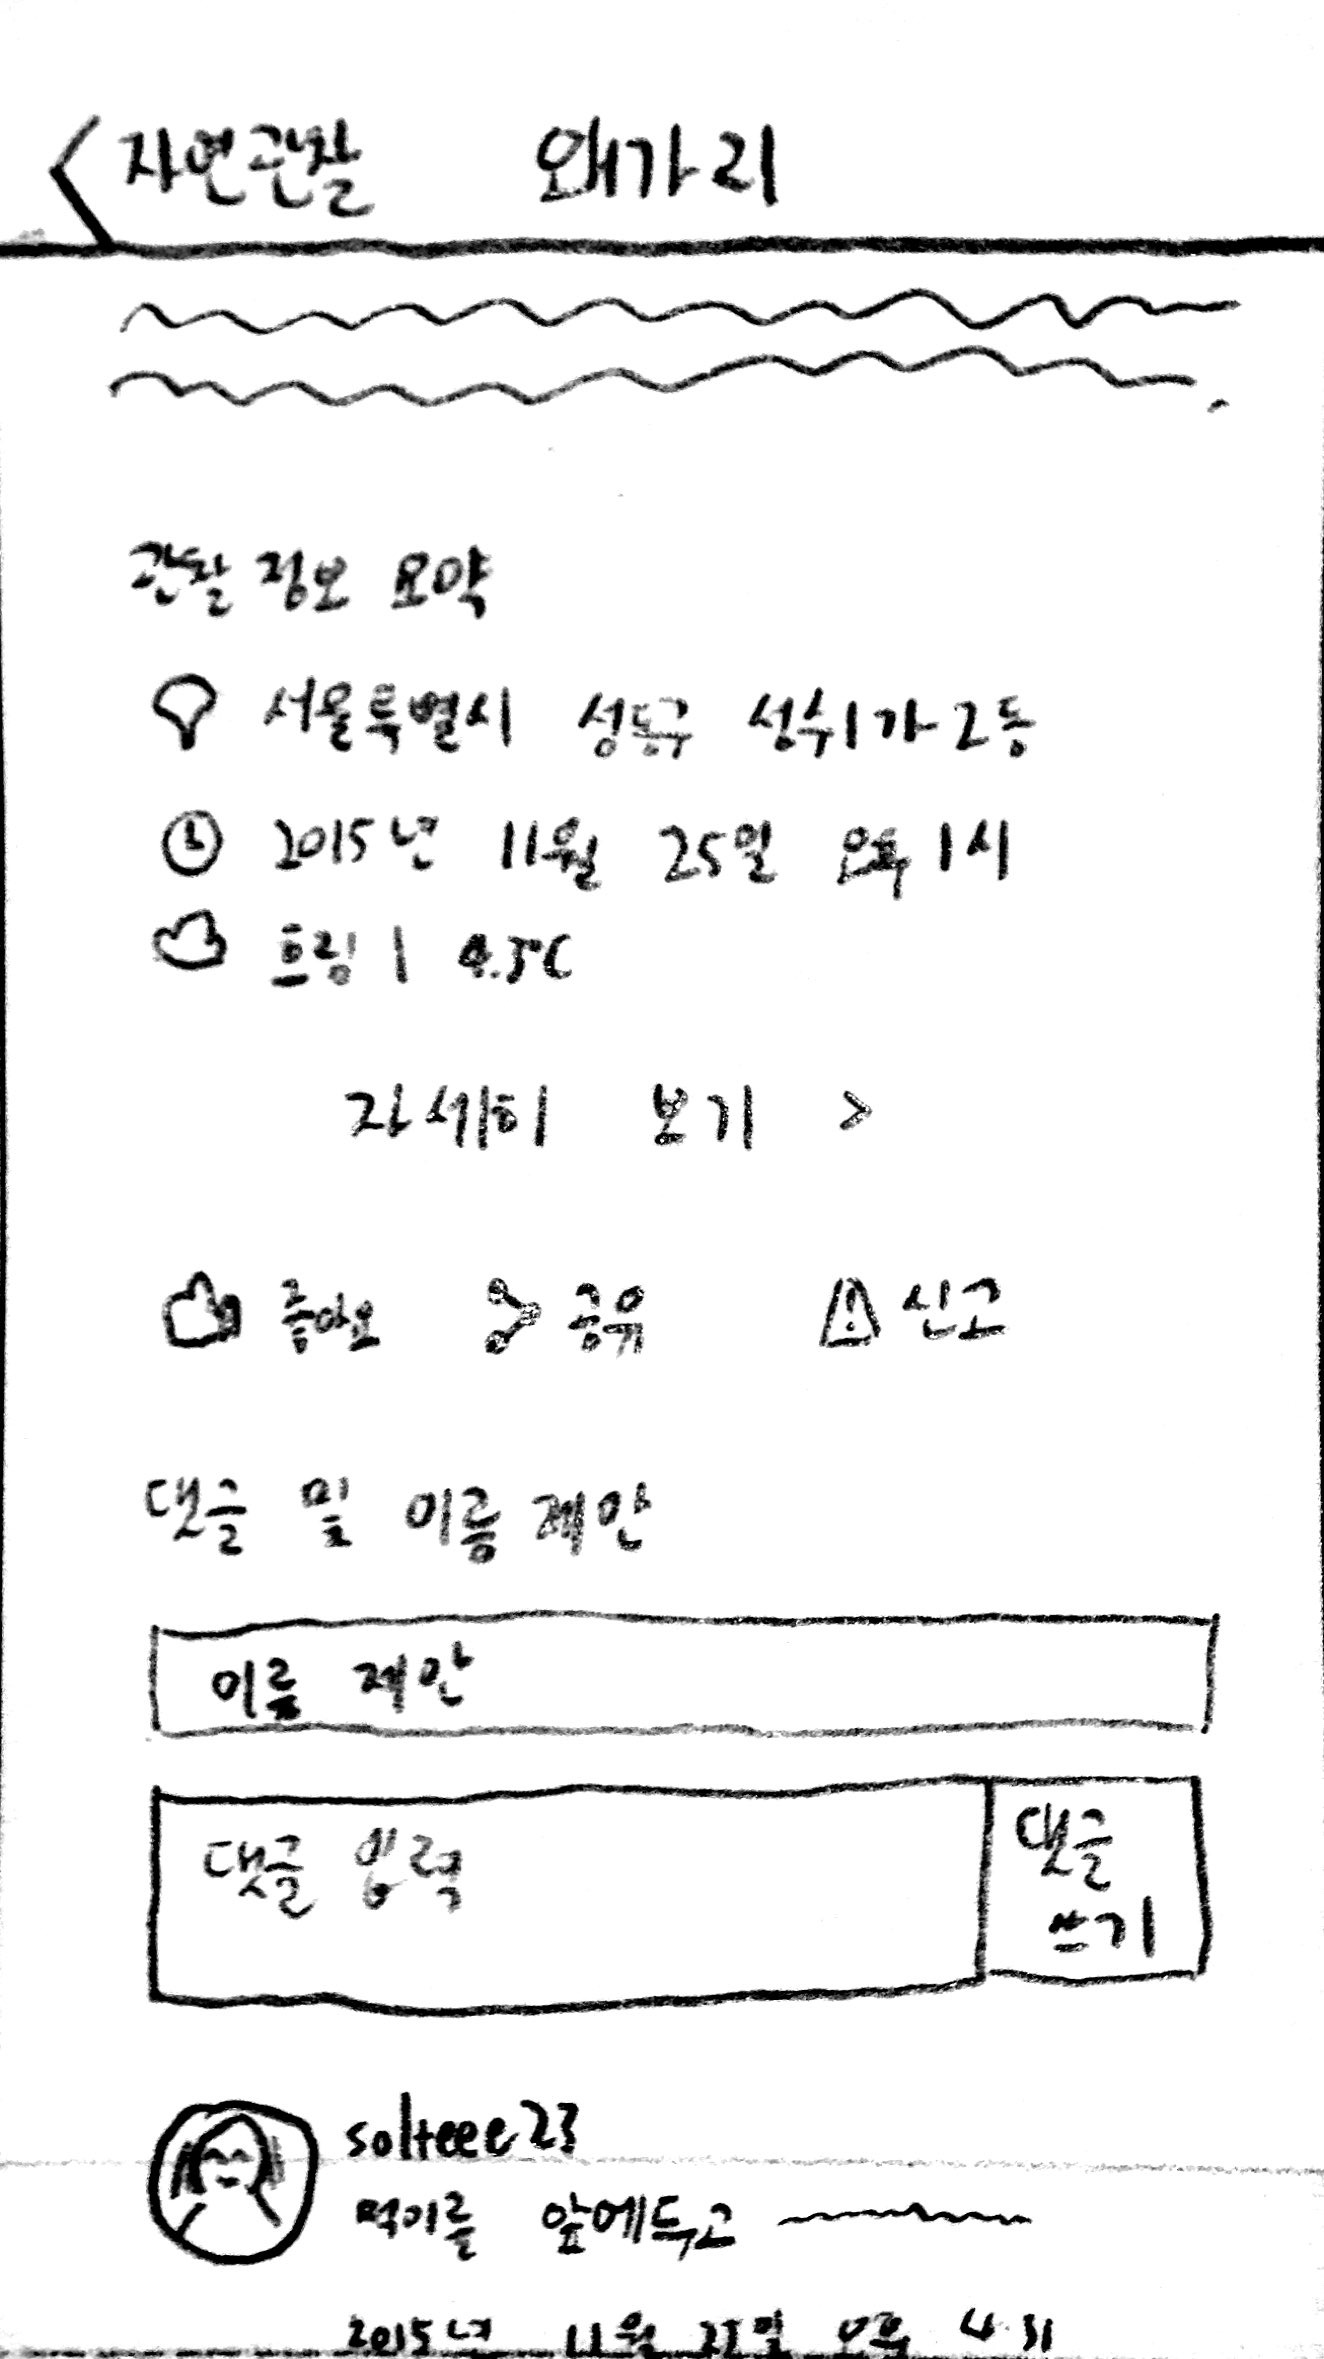 자연관찰 왜가리
관찰 정보 요약
서울특별시 성동구 성수1가2동
2015년 11월 25일 오후 1시
흐림 | 4.5°C
자세히 보기 >
좋아요 공유 신고
댓글 및 이름 제안
이름 제안
댓글 입력
댓글
쓰기
solteee23
먹이를 앞에두고
2015년 11월 25일 오후 4:31